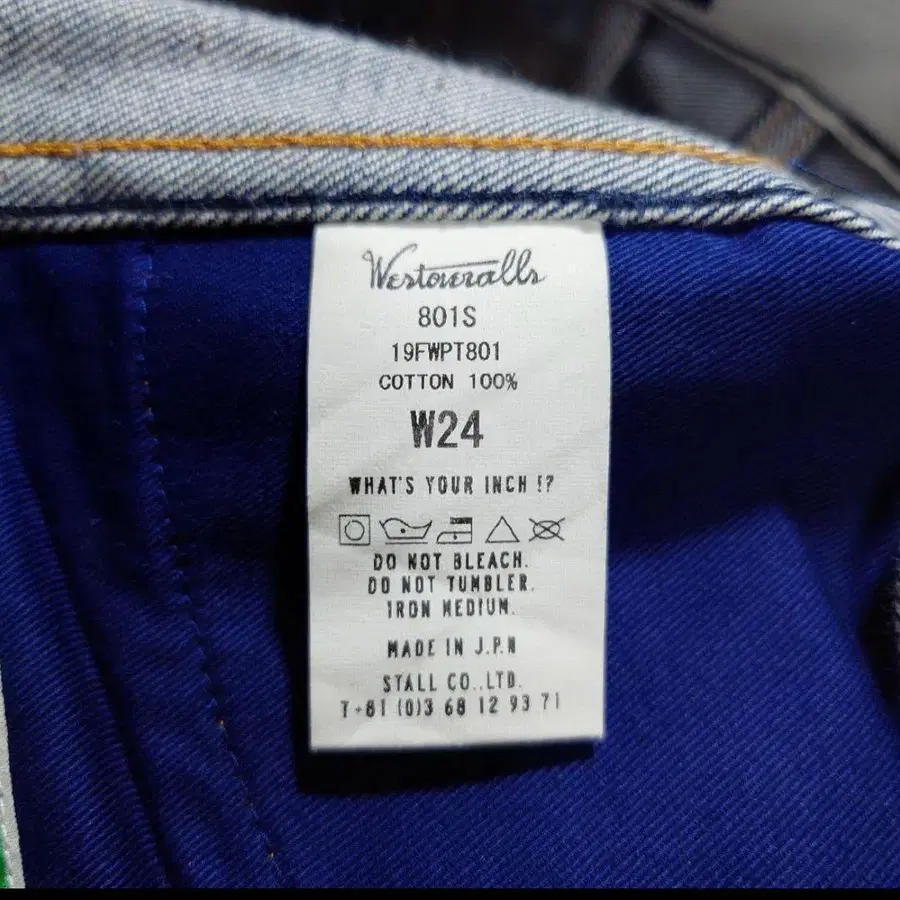 Westoveralls
801S
19FWPT801
COTTON 100%
W24
WHAT'S YOUR INCH !?
DO NOT BLEACH.
DO NOT TUMBLER.
IRON MEDIUM.
MADE IN J.P.N
STALL CO.,LTD.
T+81 (0)3 68 12 93 71